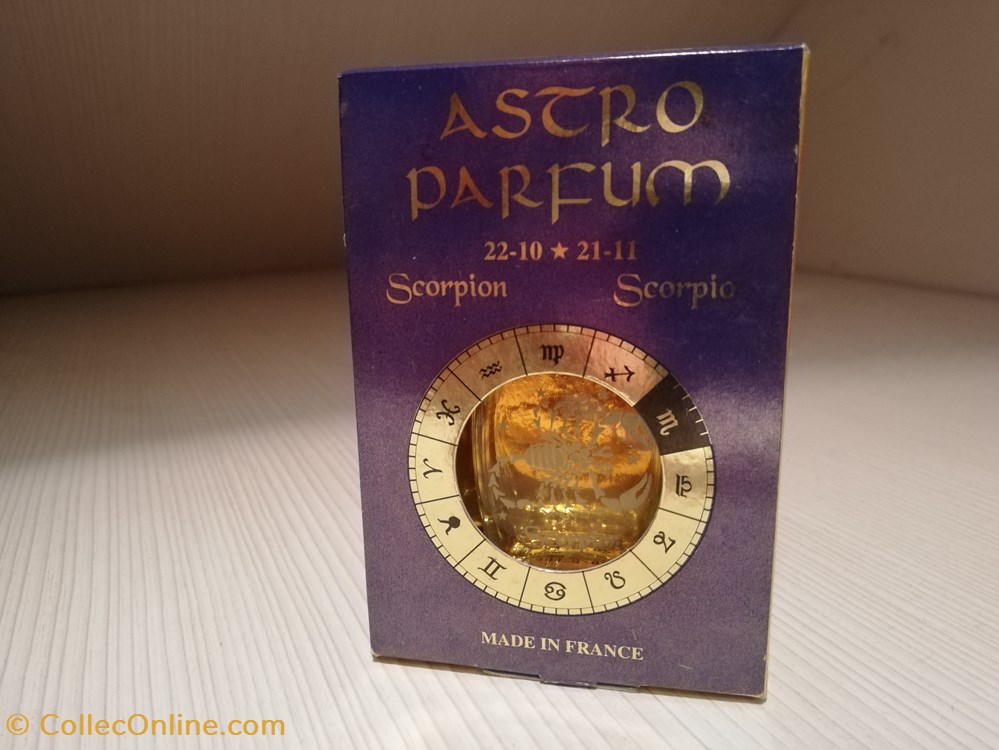 ASTRO
PARFUM
22-10 ★ 21-11
Scorpion Scorpio
MADE IN FRANCE
© CollecOnline.com